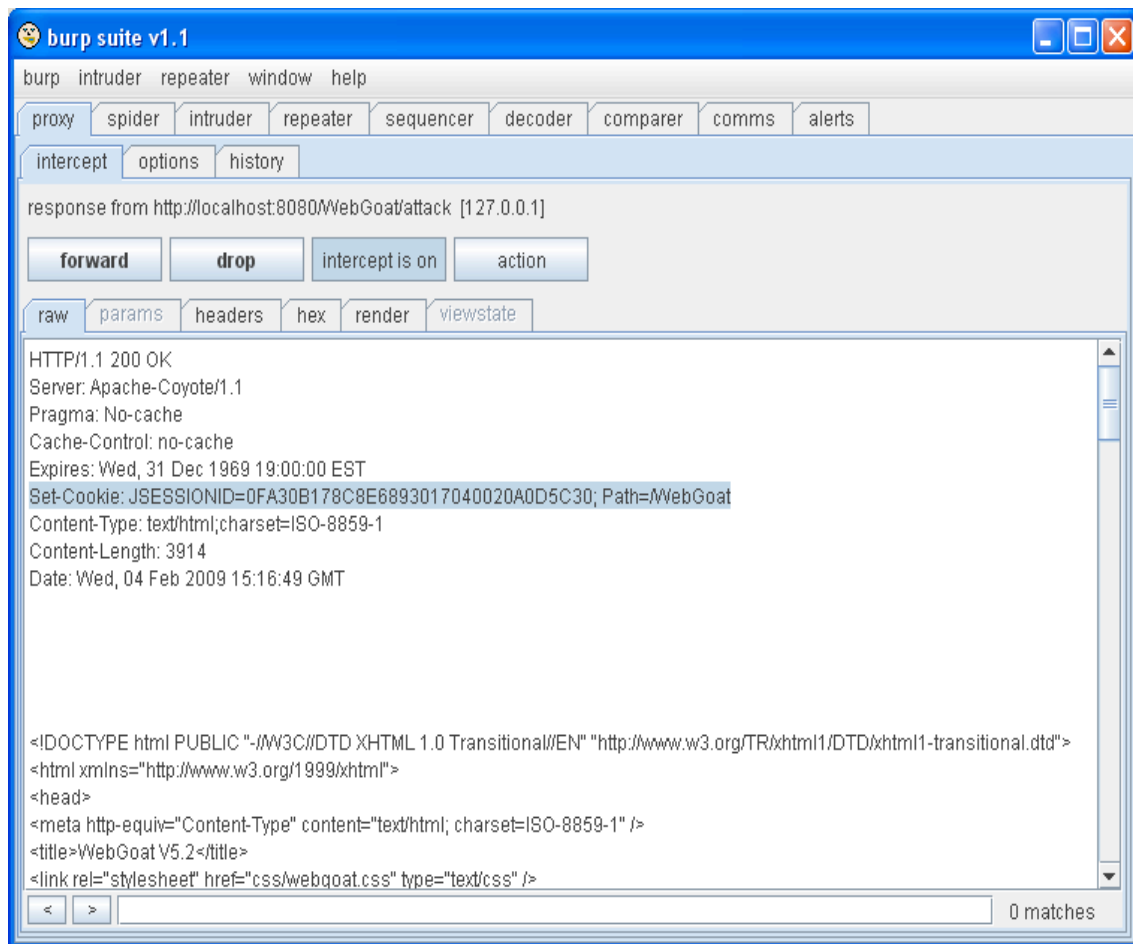 burp suite v1.1
burp intruder repeater window help
proxy spider intruder repeater sequencer decoder comparer comms alerts
intercept options history
response from http://localhost:8080/WebGoat/attack [127.0.0.1]
forward drop intercept is on action
raw params headers hex render viewstate
HTTP/1.1 200 OK
Server: Apache-Coyote/1.1
Pragma: No-cache
Cache-Control: no-cache
Expires: Wed, 31 Dec 1969 19:00:00 EST
Set-Cookie: JSESSIONID=0FA30B178C8E6893017040020A0D5C30; Path=/WebGoat
Content-Type: text/html;charset=ISO-8859-1
Content-Length: 3914
Date: Wed, 04 Feb 2009 15:16:49 GMT
<!DOCTYPE html PUBLIC "-//W3C//DTD XHTML 1.0 Transitional//EN" "http://www.w3.org/TR/xhtml1/DTD/xhtml1-transitional.dtd">
<html xmlns="http://www.w3.org/1999/xhtml">
<head>
<meta http-equiv="Content-Type" content="text/html; charset=ISO-8859-1" />
<title>WebGoat V5.2</title>
<link rel="stylesheet" href="css/webgoat.css" type="text/css" />
< > 0 matches